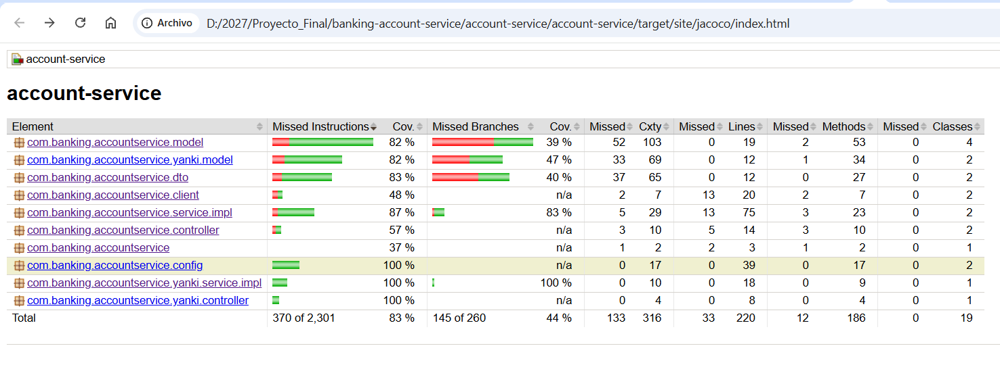 Archivo D:/2027/Proyecto_Final/banking-account-service/account-service/account-service/target/site/jacoco/index.html
account-service
account-service
Element Missed Instructions Cov. Missed Branches Cov. Missed Cxty Missed Lines Missed Methods Missed Classes
com.banking.accountservice.model 82 % 39 % 52 103 0 19 2 53 0 4
com.banking.accountservice.yanki.model 82 % 47 % 33 69 0 12 1 34 0 2
com.banking.accountservice.dto 83 % 40 % 37 65 0 12 0 27 0 2
com.banking.accountservice.client 48 % n/a 2 7 13 20 2 7 0 2
com.banking.accountservice.service.impl 87 % 83 % 5 29 13 75 3 23 0 2
com.banking.accountservice.controller 57 % n/a 3 10 5 14 3 10 0 2
com.banking.accountservice 37 % n/a 1 2 2 3 1 2 0 1
com.banking.accountservice.config 100 % n/a 0 17 0 39 0 17 0 2
com.banking.accountservice.yanki.service.impl 100 % 100 % 0 10 0 18 0 9 0 1
com.banking.accountservice.yanki.controller 100 % n/a 0 4 0 8 0 4 0 1
Total 370 of 2,301 83 % 145 of 260 44 % 133 316 33 220 12 186 0 19